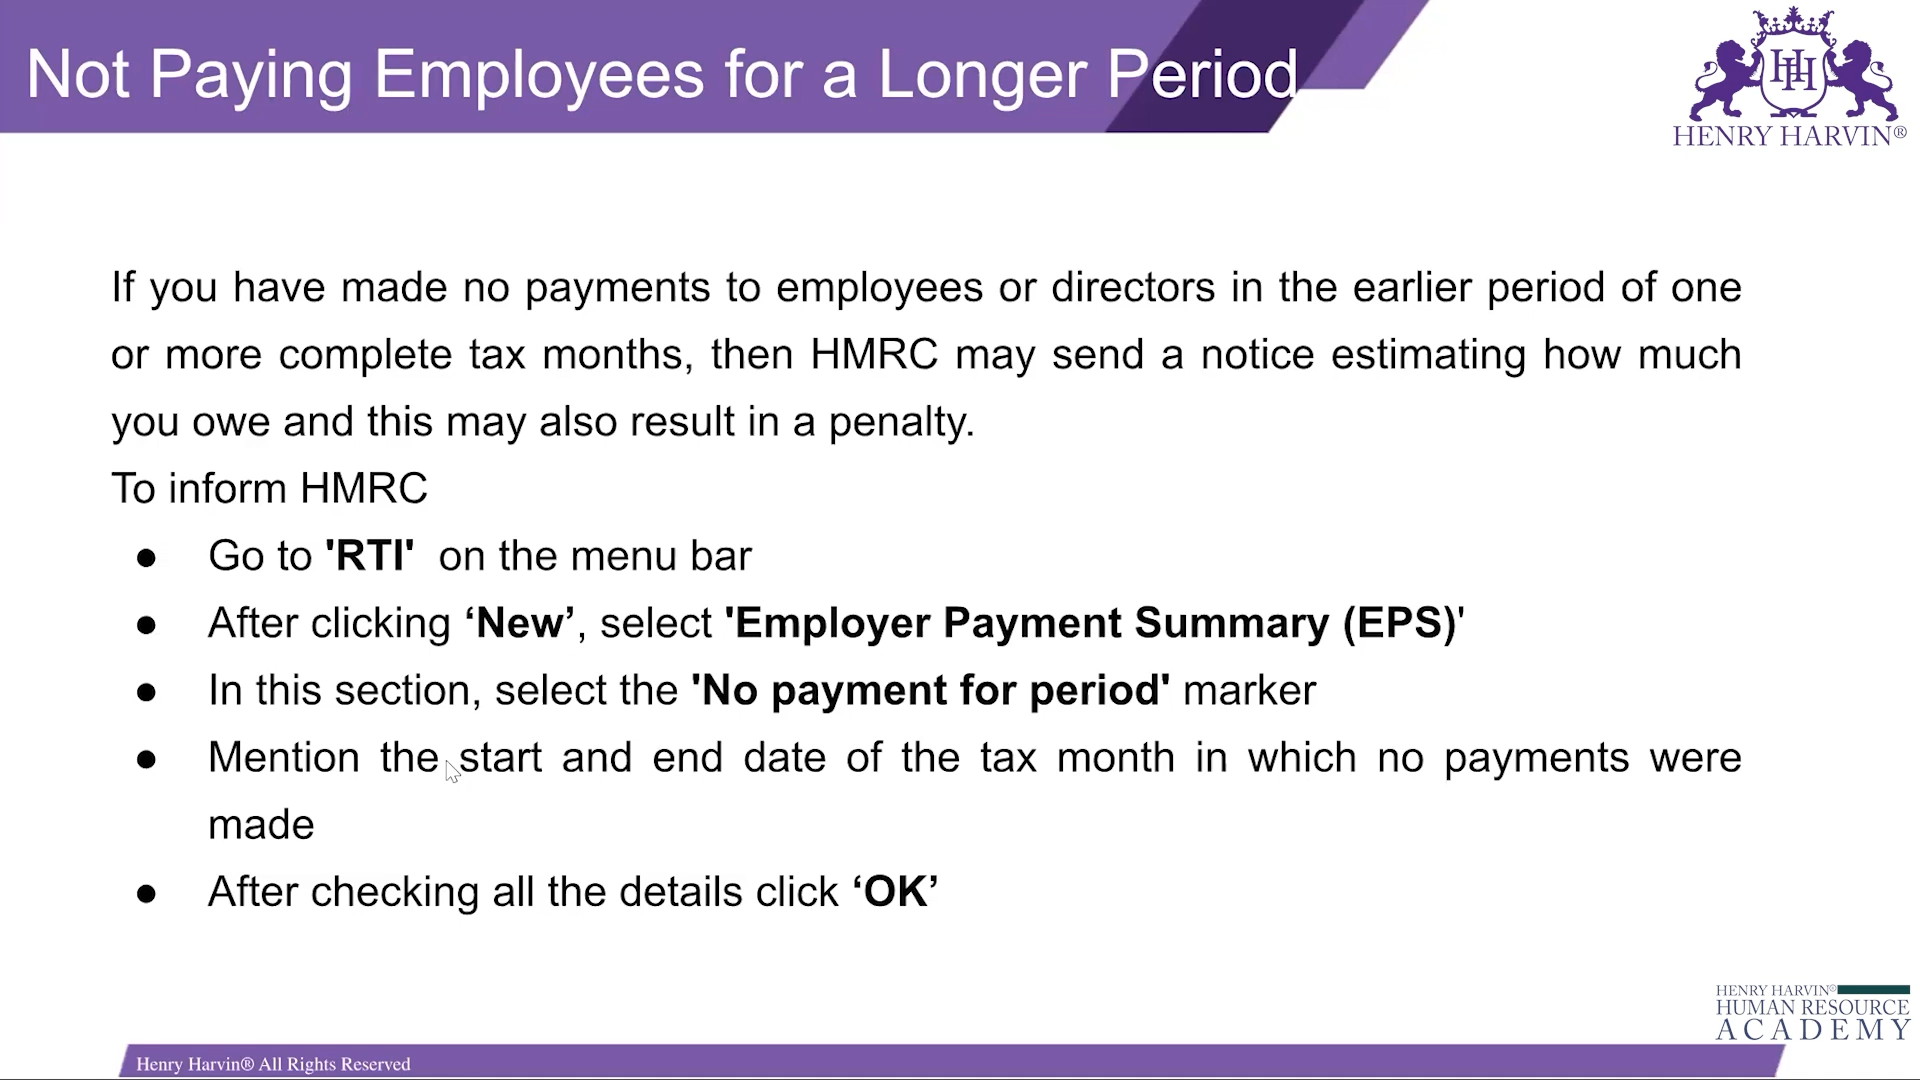 Not Paying Employees for a Longer Period
HH
HENRY HARVIN®
If you have made no payments to employees or directors in the earlier period of one
or more complete tax months, then HMRC may send a notice estimating how much
you owe and this may also result in a penalty.
To inform HMRC
● Go to 'RTI'  on the menu bar
● After clicking ‘New’, select 'Employer Payment Summary (EPS)'
● In this section, select the 'No payment for period' marker
● Mention the start and end date of the tax month in which no payments were
made
● After checking all the details click ‘OK’
HENRY HARVIN®
HUMAN RESOURCE
ACADEMY
Henry Harvin® All Rights Reserved